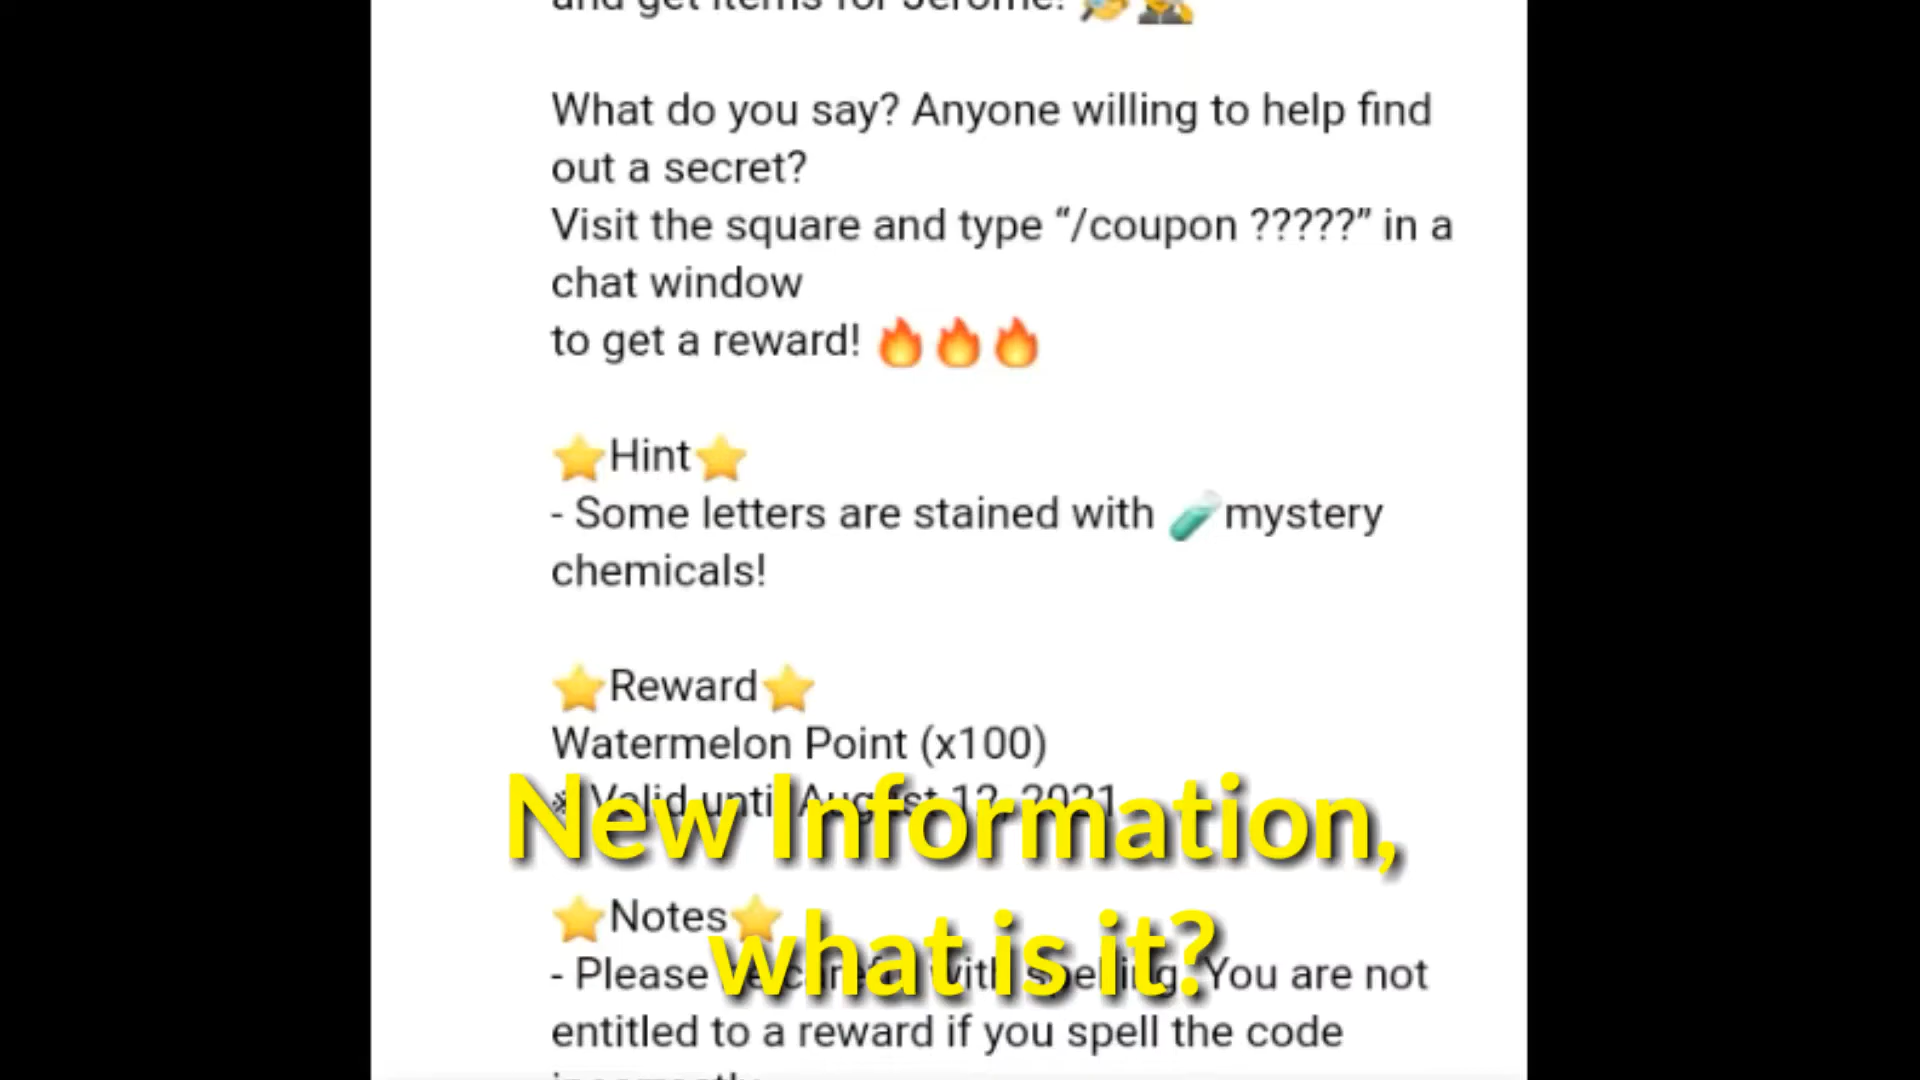 and get items for Jerome!
What do you say? Anyone willing to help find
out a secret?
Visit the square and type “/coupon ?????” in a
chat window
to get a reward! 🔥🔥🔥
⭐Hint⭐
- Some letters are stained with 🧪mystery
chemicals!
⭐Reward⭐
Watermelon Point (x100)
※ Valid until August 12, 2021
New Information,
⭐Notes⭐
what is it?
- Please be careful with spelling. You are not
entitled to a reward if you spell the code
incorrectly